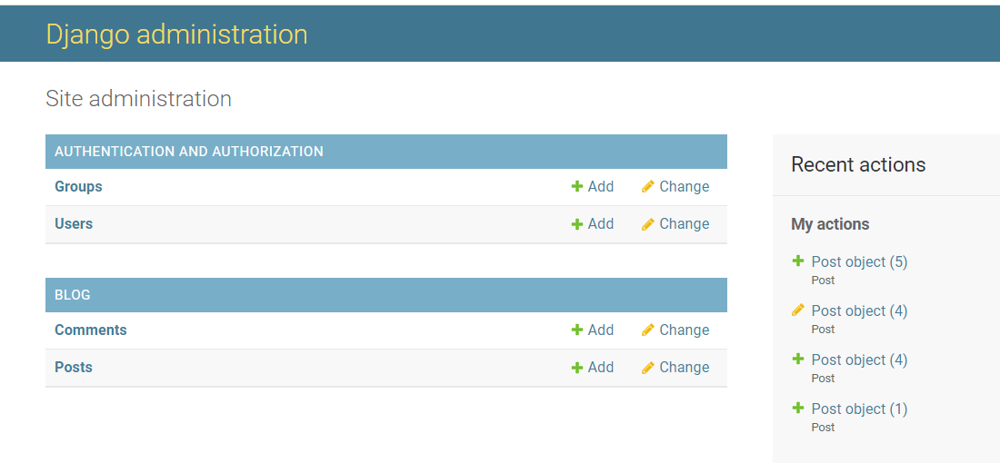 Django administration
Site administration
AUTHENTICATION AND AUTHORIZATION
Groups Add Change
Users Add Change
BLOG
Comments Add Change
Posts Add Change
Recent actions
My actions
Post object (5)
Post
Post object (4)
Post
Post object (4)
Post
Post object (1)
Post